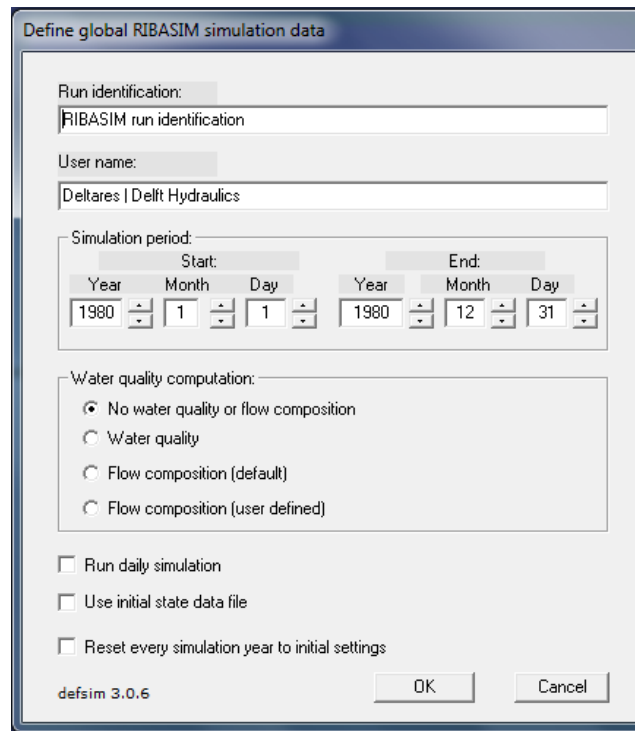 Define global RIBASIM simulation data
Run identification:
RIBASIM run identification
User name:
Deltares | Delft Hydraulics
Simulation period:
Start: End:
Year Month Day Year Month Day
1980 1 1 1980 12 31
Water quality computation:
No water quality or flow composition
Water quality
Flow composition (default)
Flow composition (user defined)
Run daily simulation
Use initial state data file
Reset every simulation year to initial settings
defsim 3.0.6 OK Cancel